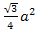 √3/4 a²